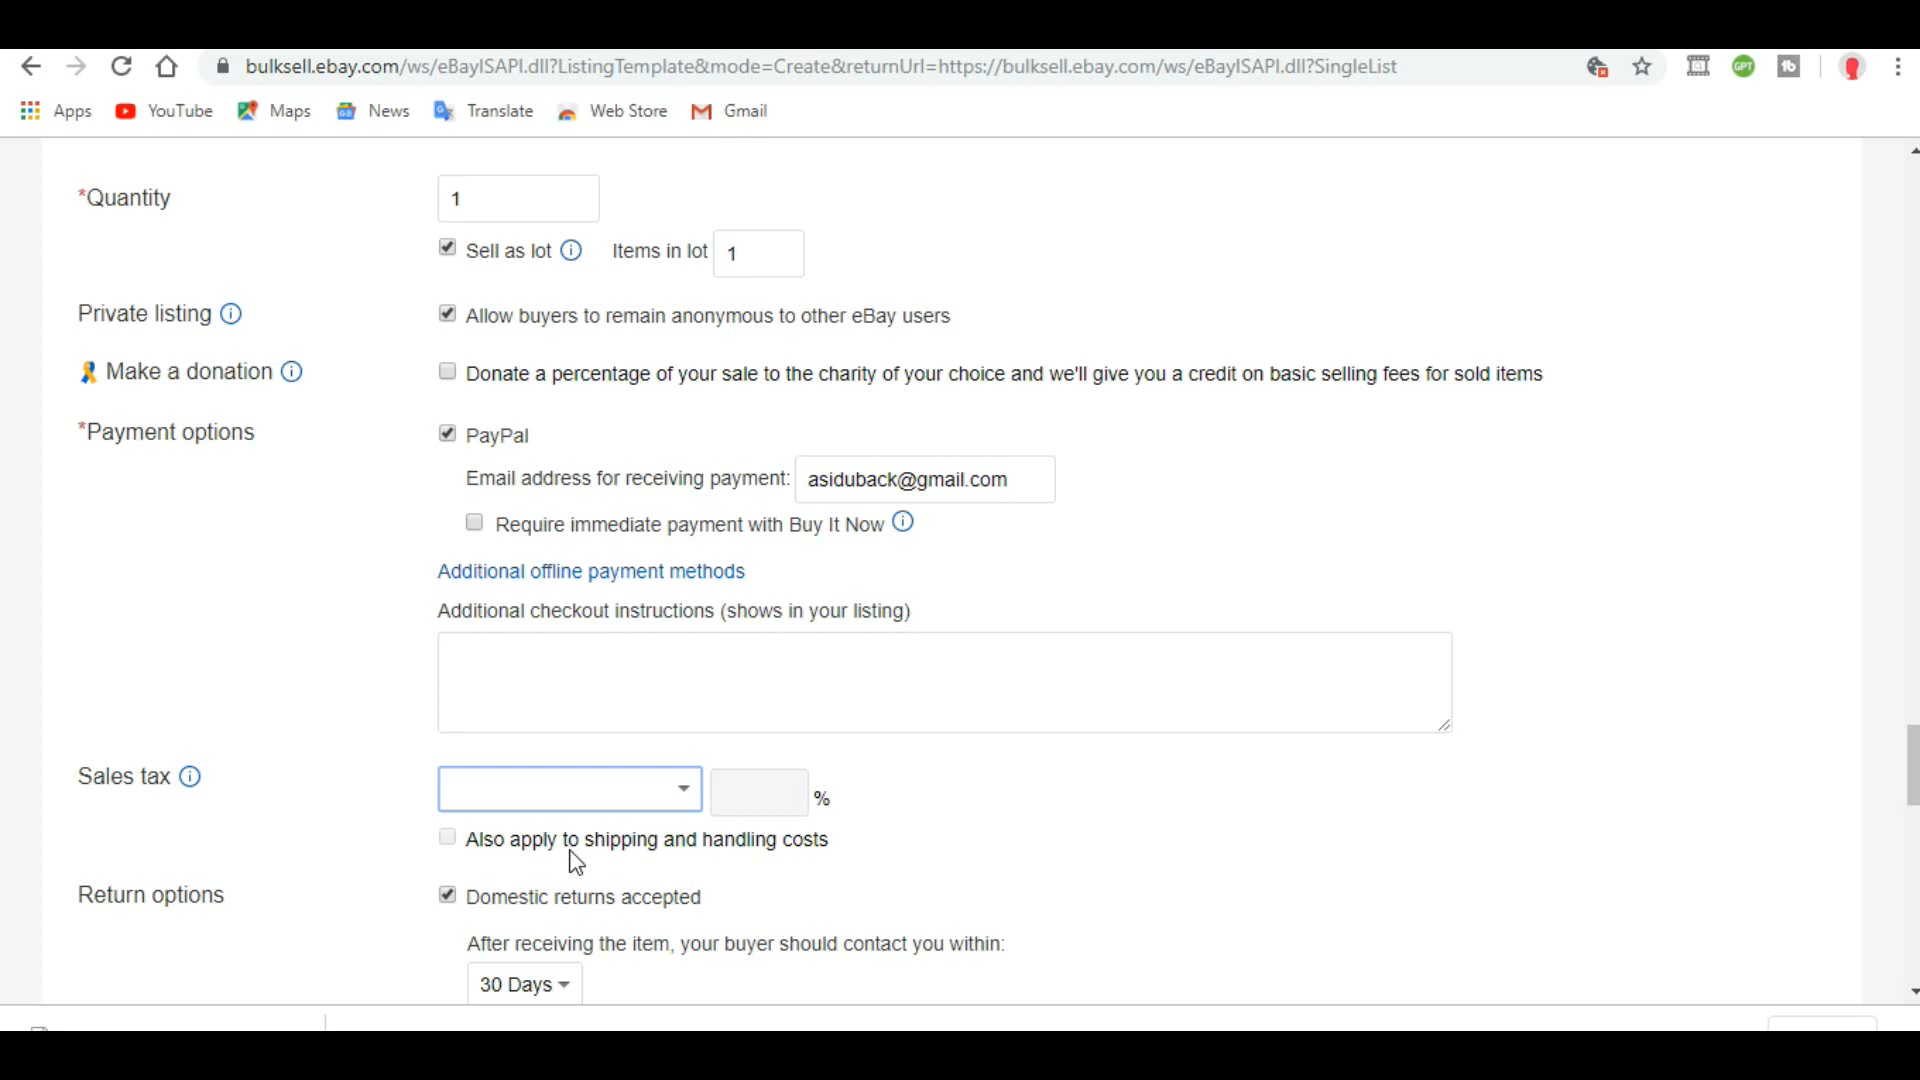 bulksell.ebay.com/ws/eBayISAPI.dll?ListingTemplate&mode=Create&returnUrl=https://bulksell.ebay.com/ws/eBayISAPI.dll?SingleList
GPT
Apps YouTube Maps News Translate Web Store Gmail
*Quantity 1
Sell as lot Items in lot 1
Private listing Allow buyers to remain anonymous to other eBay users
Make a donation Donate a percentage of your sale to the charity of your choice and we'll give you a credit on basic selling fees for sold items
*Payment options PayPal
Email address for receiving payment: asiduback@gmail.com
Require immediate payment with Buy It Now
Additional offline payment methods
Additional checkout instructions (shows in your listing)
Sales tax %
Also apply to shipping and handling costs
Return options Domestic returns accepted
After receiving the item, your buyer should contact you within:
30 Days